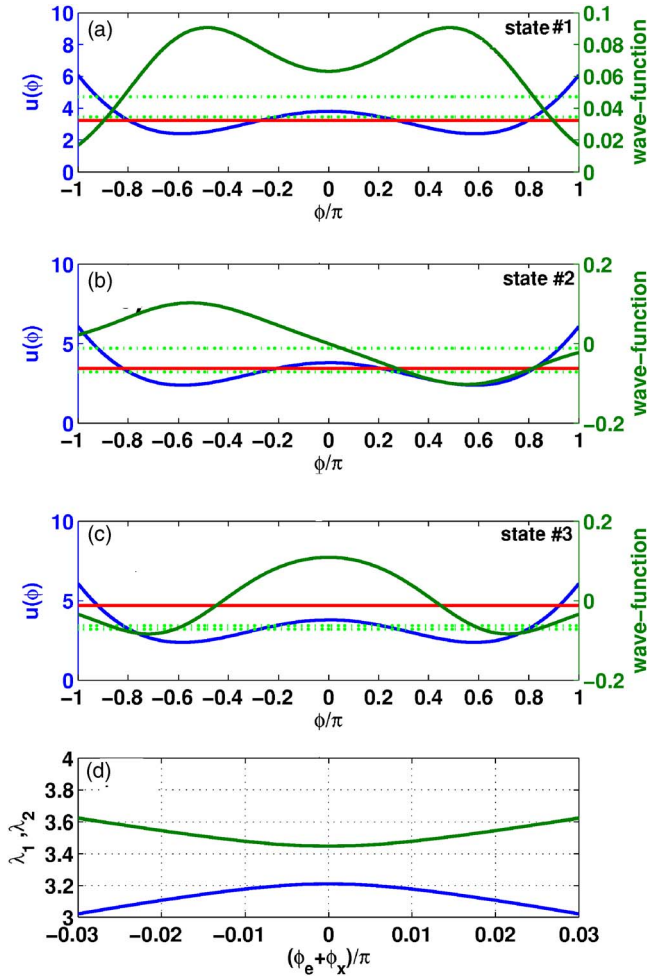 (a)
state #1
10
8
6
4
2
0
0.1
0.08
0.06
0.04
0.02
0
u(ϕ)
wave-function
-1 -0.8 -0.6 -0.4 -0.2 0 0.2 0.4 0.6 0.8 1
ϕ/π
(b)
state #2
10
5
0
0.2
0
-0.2
u(ϕ)
wave-function
-1 -0.8 -0.6 -0.4 -0.2 0 0.2 0.4 0.6 0.8 1
ϕ/π
(c)
state #3
10
5
0
0.2
0
-0.2
u(ϕ)
wave-function
-1 -0.8 -0.6 -0.4 -0.2 0 0.2 0.4 0.6 0.8 1
ϕ/π
(d)
4
3.8
3.6
3.4
3.2
3
λ1,λ2
-0.03 -0.02 -0.01 0 0.01 0.02 0.03
(ϕe+ϕx)/π